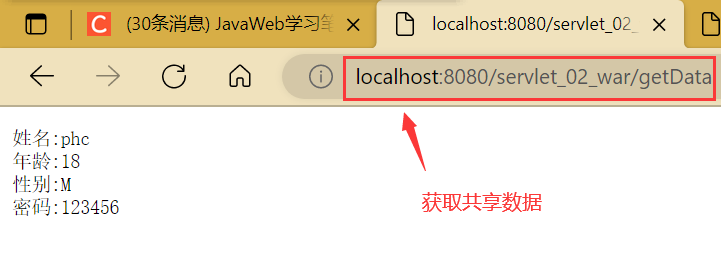 C (30条消息) JavaWeb学习笔
localhost:8080/servlet_02_
localhost:8080/servlet_02_war/getData
姓名:phc
年龄:18
性别:M
密码:123456
获取共享数据